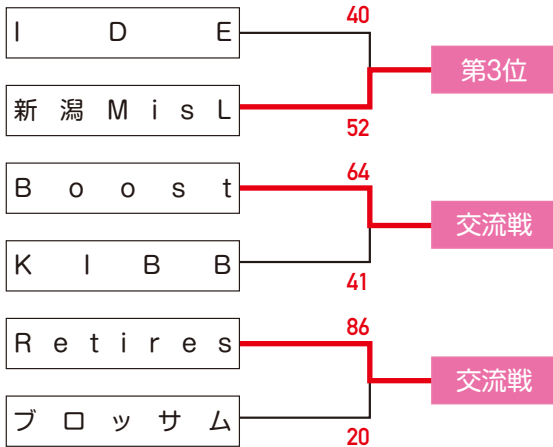 IDE
40
第3位
新潟MisL
52
Boost
64
交流戦
KIBB
41
Retires
86
交流戦
ブロッサム
20